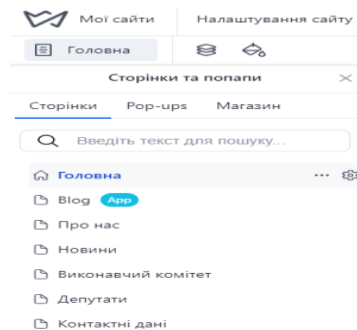 Мої сайти Налаштування сайту
Головна
Сторінки та попапи
Сторінки Pop-ups Магазин
Введіть текст для пошуку...
Головна
Blog App
Про нас
Новини
Виконавчий комітет
Депутати
Контактні дані